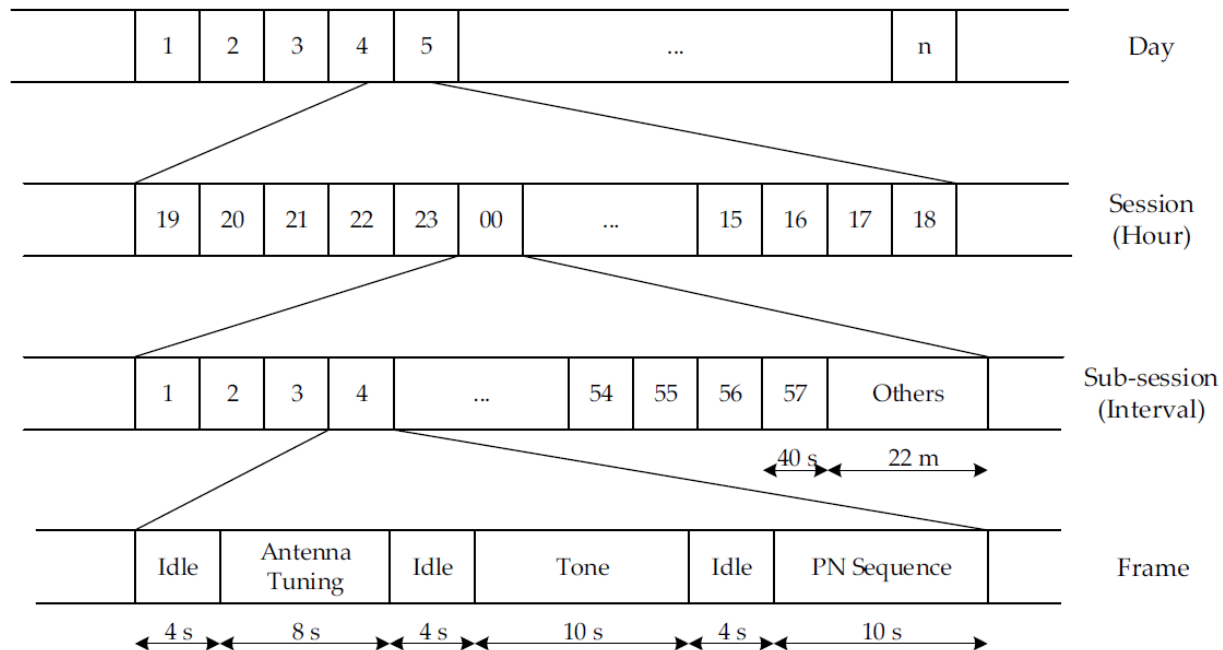 1 2 3 4 5 ... n Day
19 20 21 22 23 00 ... 15 16 17 18 Session
(Hour)
1 2 3 4 ... 54 55 56 57 Others Sub-session
(Interval)
40 s 22 m
Idle Antenna
Tuning Idle Tone Idle PN Sequence Frame
4 s 8 s 4 s 10 s 4 s 10 s